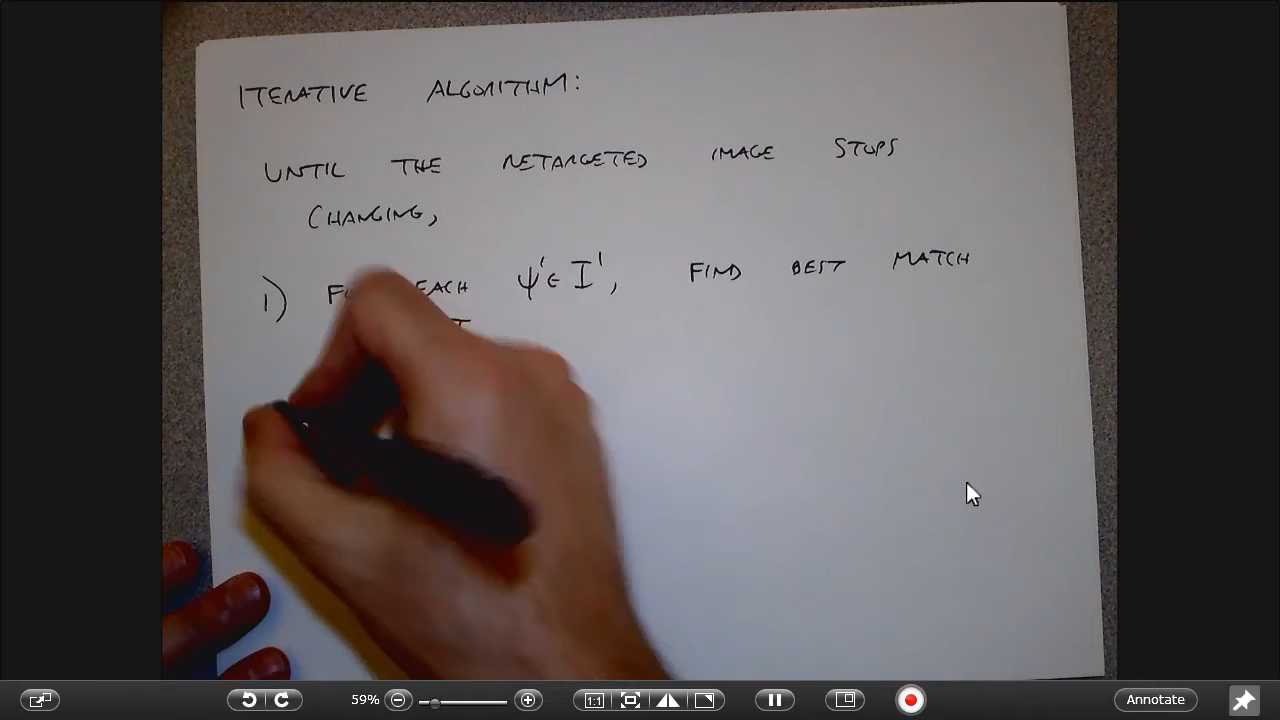 ITERATIVE ALGORITHM:
UNTIL THE RETARGETED IMAGE STOPS
CHANGING,
1) EACH ψ' ∈ I', FIND BEST MATCH
59%
1:1
Annotate